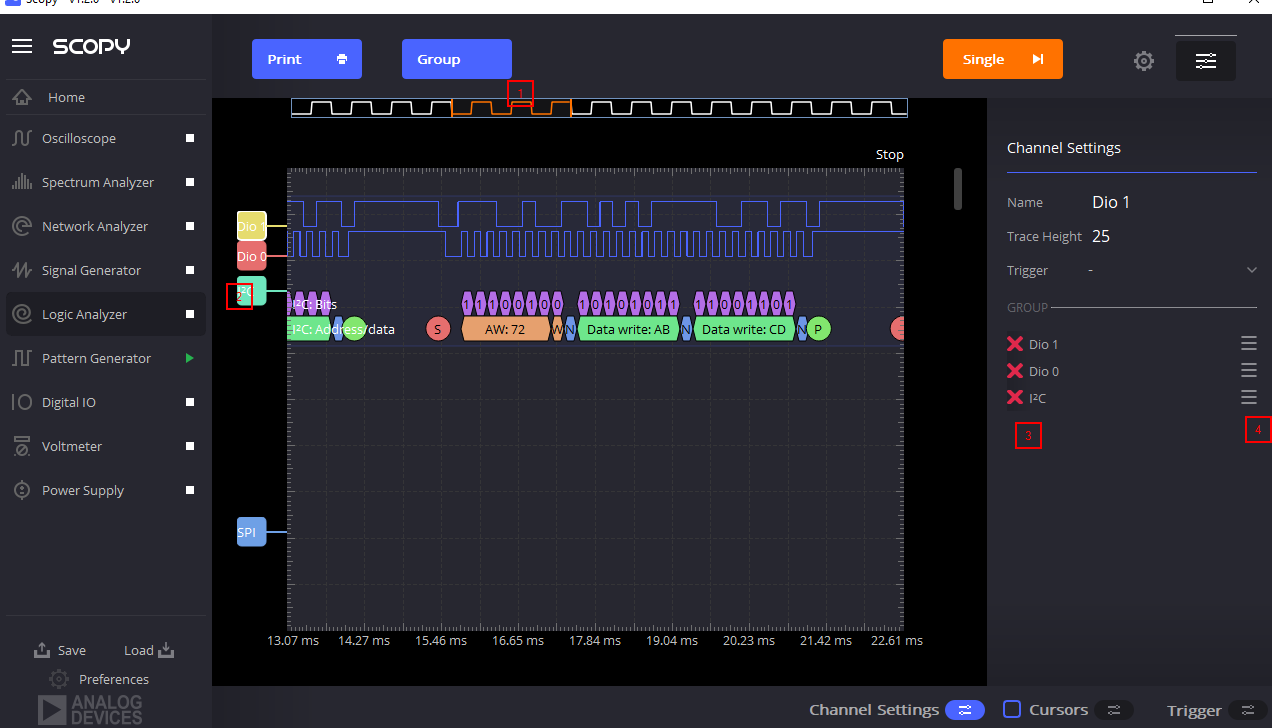 Scopy - v1.2.0 - v1.2.0
SCOPY
Print
Group
Single
Home
1
Oscilloscope
Channel Settings
Stop
Spectrum Analyzer
Name Dio 1
Network Analyzer
Dio 1
Trace Height 25
Dio 0
Signal Generator
Trigger -
I²C
2
I²C: Bits
1 1 1 0 0 1 0 0
1 0 1 0 1 0 1 1
1 1 0 0 1 1 0 1
GROUP
Logic Analyzer
I²C: Address/data
S
AW: 72
W
N
Data write: AB
N
Data write: CD
N
P
Dio 1
Pattern Generator
Dio 0
I²C
Digital IO
3
4
Voltmeter
Power Supply
SPI
13.07 ms 14.27 ms 15.46 ms 16.65 ms 17.84 ms 19.04 ms 20.23 ms 21.42 ms 22.61 ms
Save Load
Preferences
ANALOG
DEVICES
Channel Settings
Cursors
Trigger